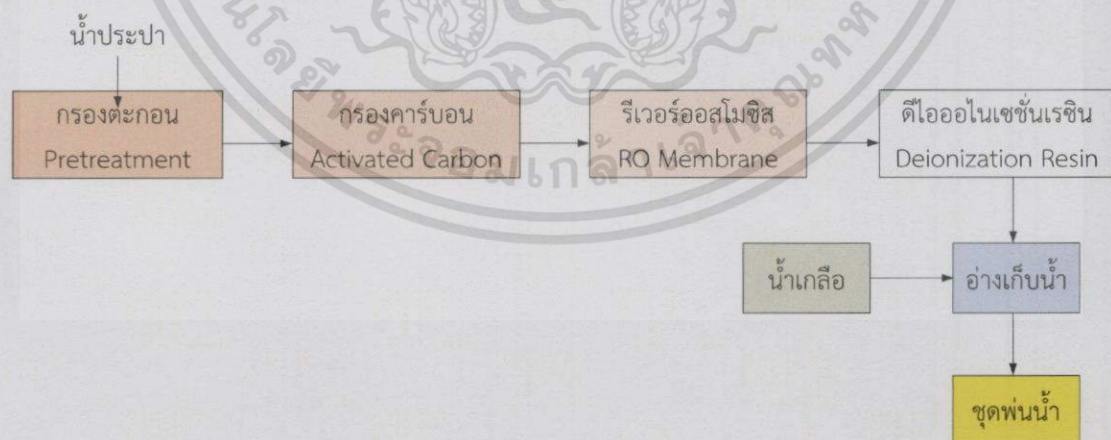 น้ำประปา
กรองตะกอน
Pretreatment
กรองคาร์บอน
Activated Carbon
รีเวอร์ออสโมซิส
RO Membrane
ดีไอออไนเซชั่นเรซิน
Deionization Resin
น้ำเกลือ
อ่างเก็บน้ำ
ชุดพ่นน้ำ